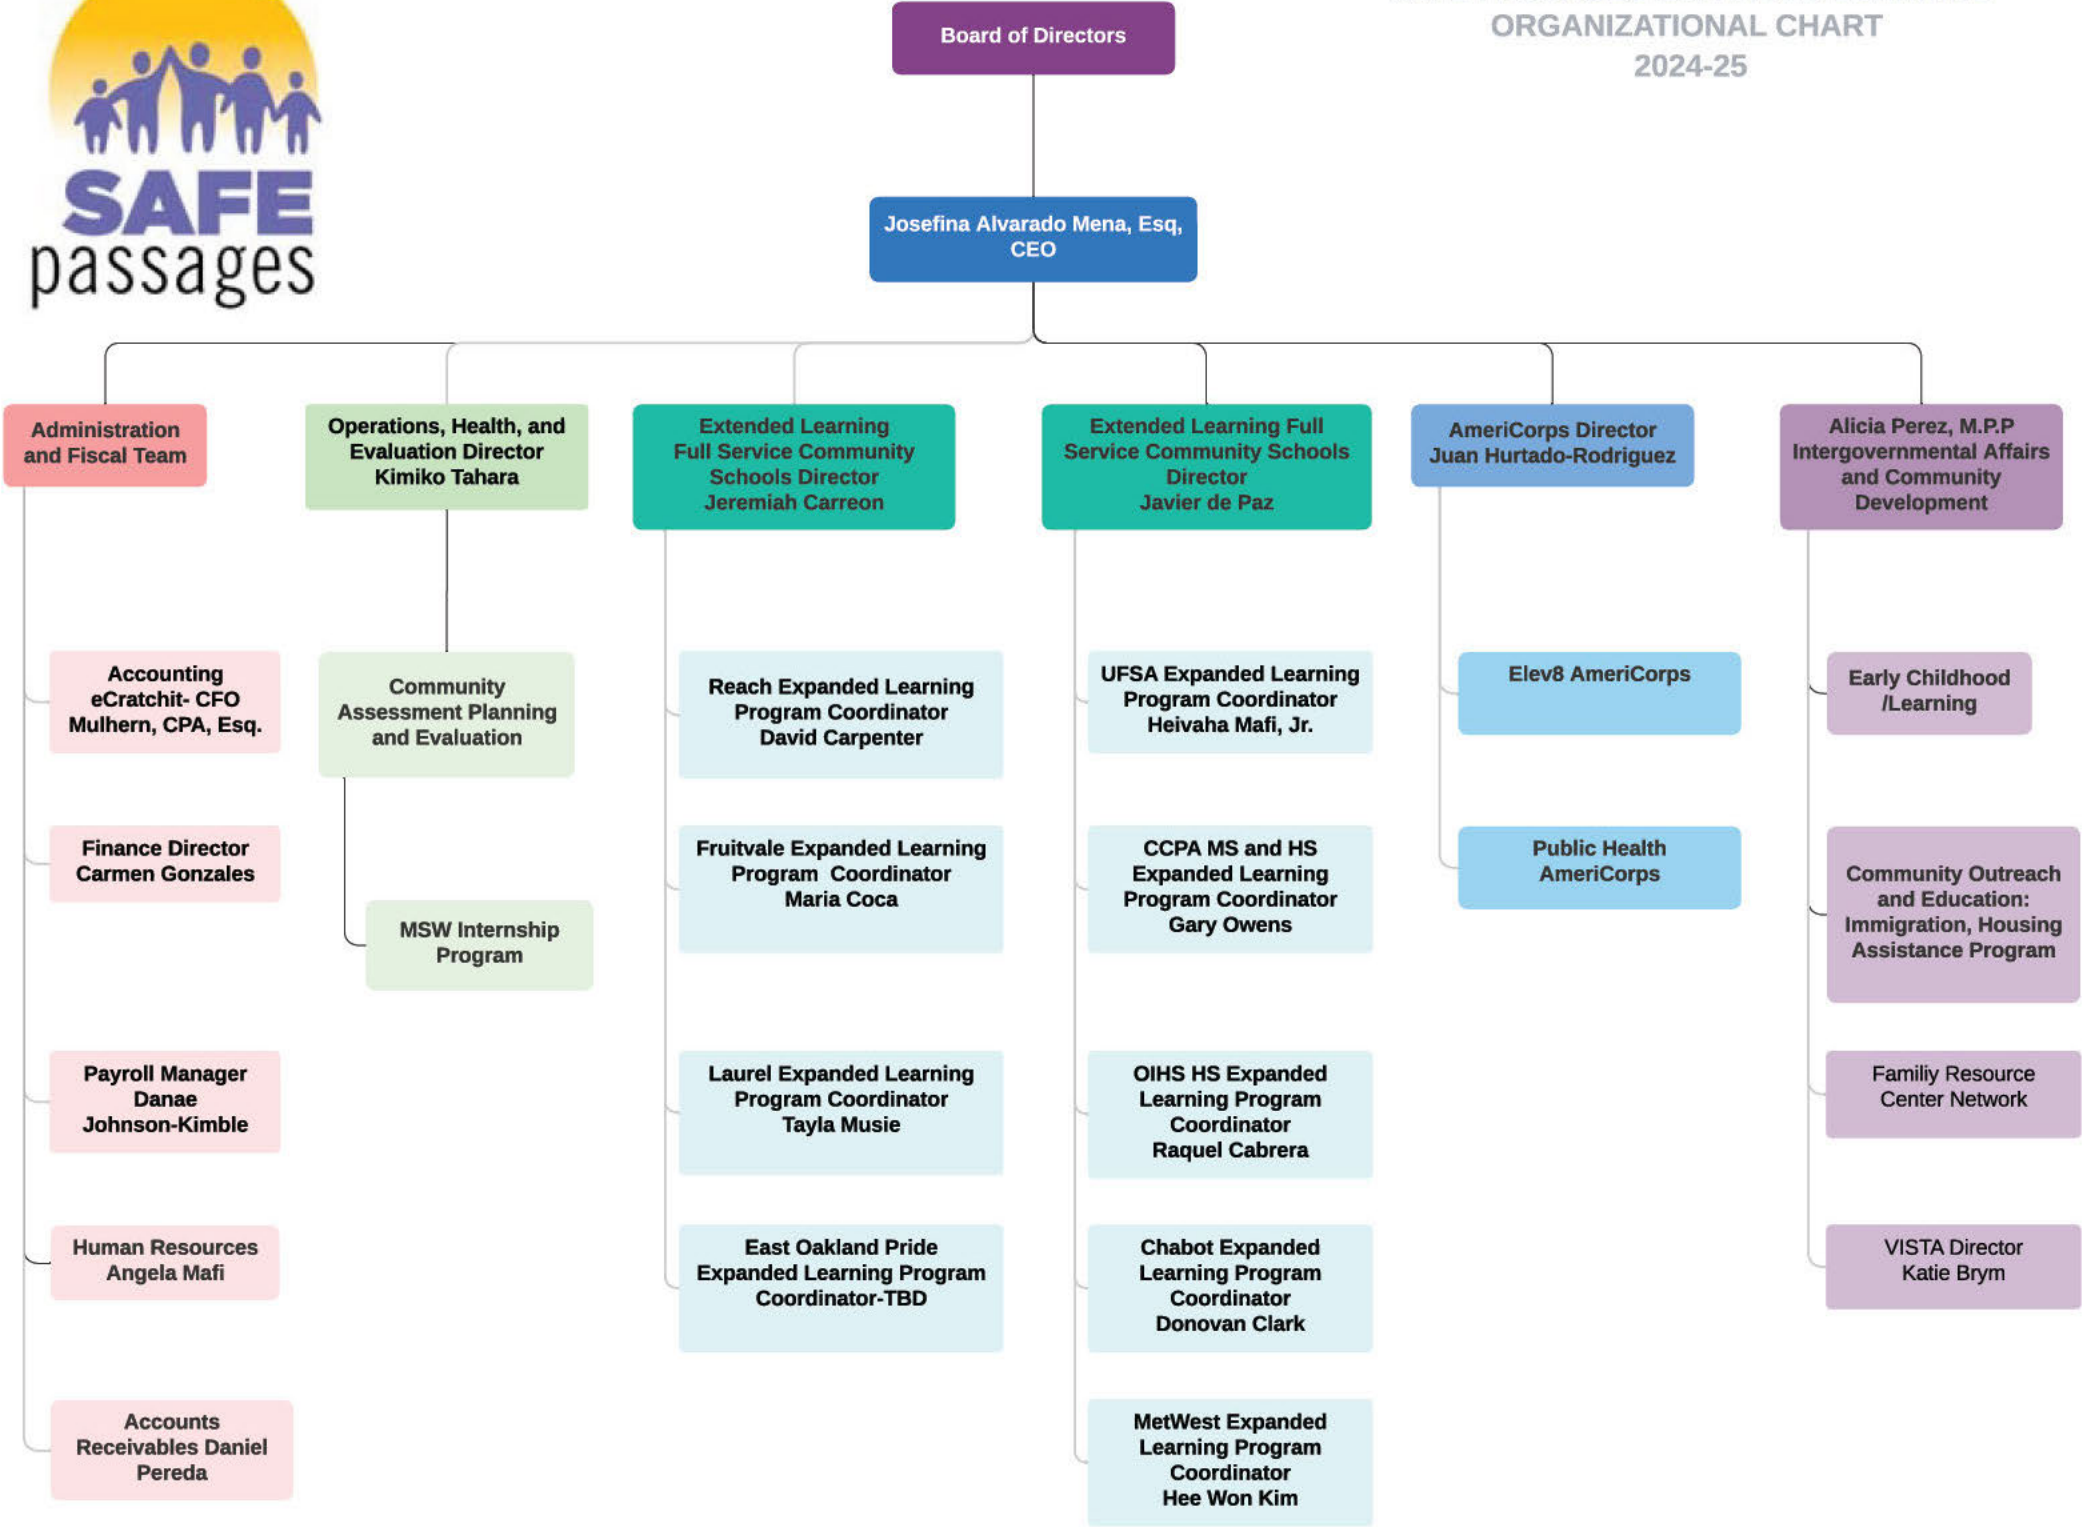 Board of Directors
ORGANIZATIONAL CHART
2024-25
SAFE
passages
Josefina Alvarado Mena, Esq,
CEO
Administration
and Fiscal Team
Accounting
eCratchit- CFO
Mulhern, CPA, Esq.
Finance Director
Carmen Gonzales
Payroll Manager
Danae
Johnson-Kimble
Human Resources
Angela Mafi
Accounts
Receivables Daniel
Pereda
Operations, Health, and
Evaluation Director
Kimiko Tahara
Community
Assessment Planning
and Evaluation
MSW Internship
Program
Extended Learning
Full Service Community
Schools Director
Jeremiah Carreon
Reach Expanded Learning
Program Coordinator
David Carpenter
Fruitvale Expanded Learning
Program  Coordinator
Maria Coca
Laurel Expanded Learning
Program Coordinator
Tayla Musie
East Oakland Pride
Expanded Learning Program
Coordinator-TBD
Extended Learning Full
Service Community Schools
Director
Javier de Paz
UFSA Expanded Learning
Program Coordinator
Heivaha Mafi, Jr.
CCPA MS and HS
Expanded Learning
Program Coordinator
Gary Owens
OIHS HS Expanded
Learning Program
Coordinator
Raquel Cabrera
Chabot Expanded
Learning Program
Coordinator
Donovan Clark
MetWest Expanded
Learning Program
Coordinator
Hee Won Kim
AmeriCorps Director
Juan Hurtado-Rodriguez
Elev8 AmeriCorps
Public Health
AmeriCorps
Alicia Perez, M.P.P
Intergovernmental Affairs
and Community
Development
Early Childhood
/Learning
Community Outreach
and Education:
Immigration, Housing
Assistance Program
Familiy Resource
Center Network
VISTA Director
Katie Brym